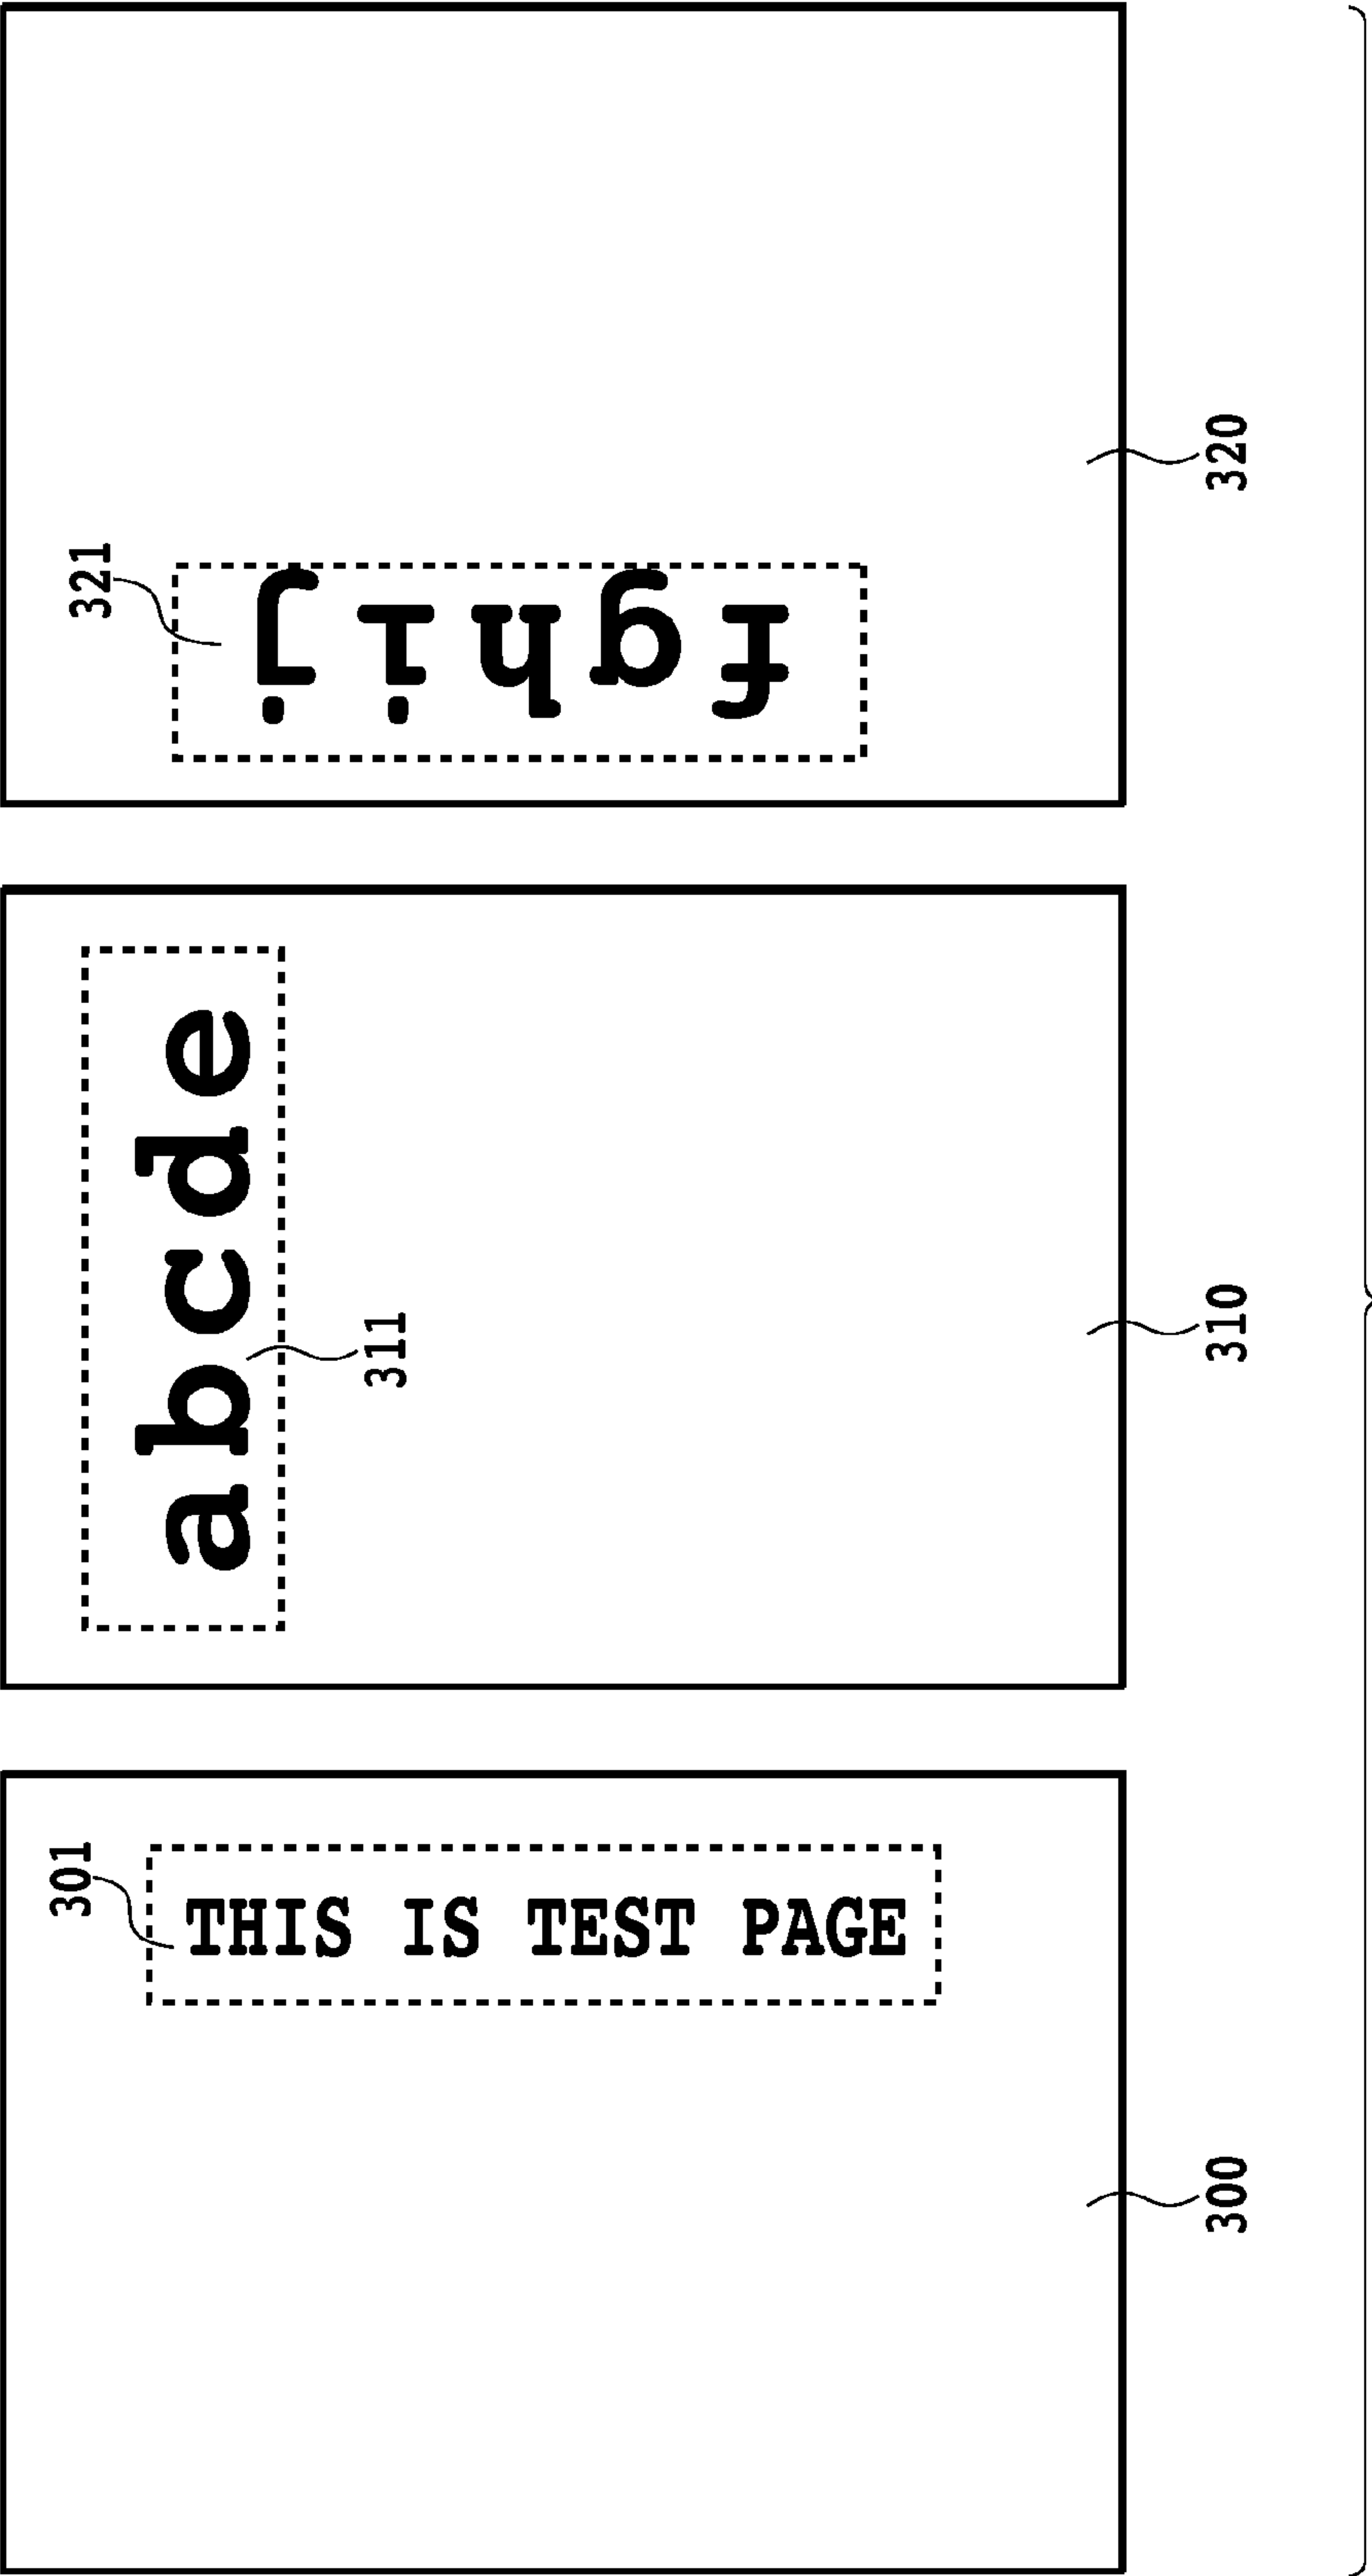 301
THIS IS TEST PAGE
300
abcde
311
310
321
fghij
320